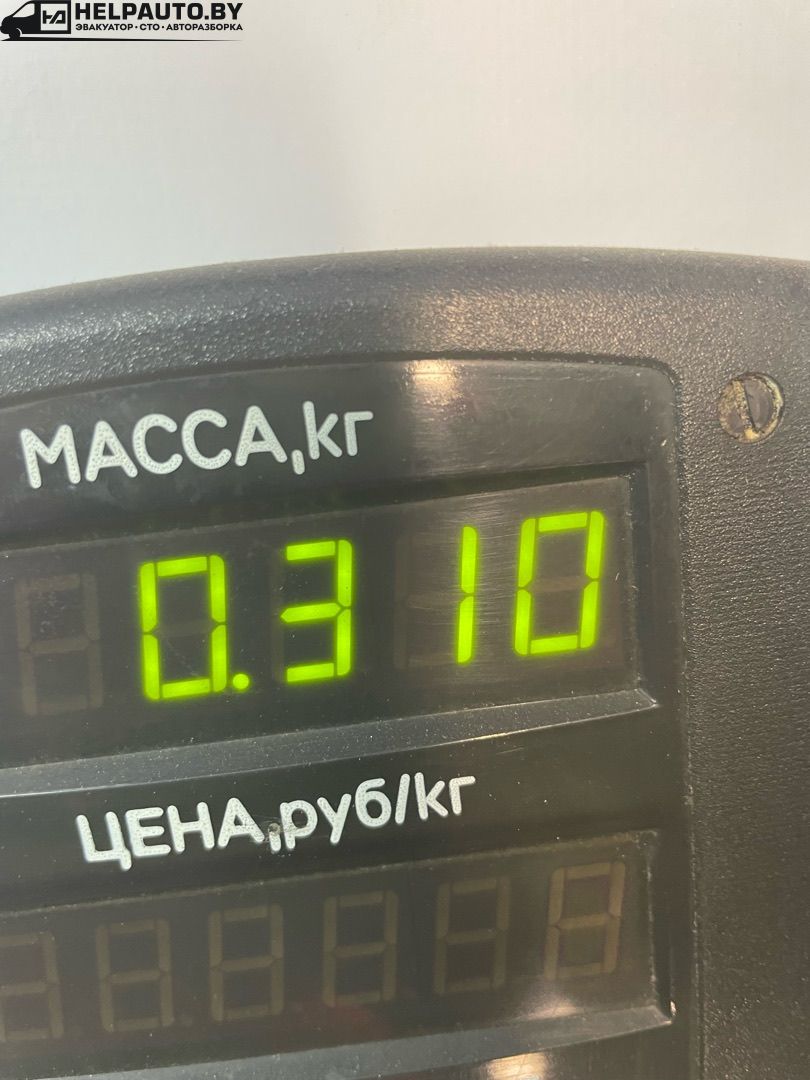 HELPAUTO.BY
ЭВАКУАТОР • СТО • АВТОРАЗБОРКА
МАССА,кг
0.310
ЦЕНА,руб/кг